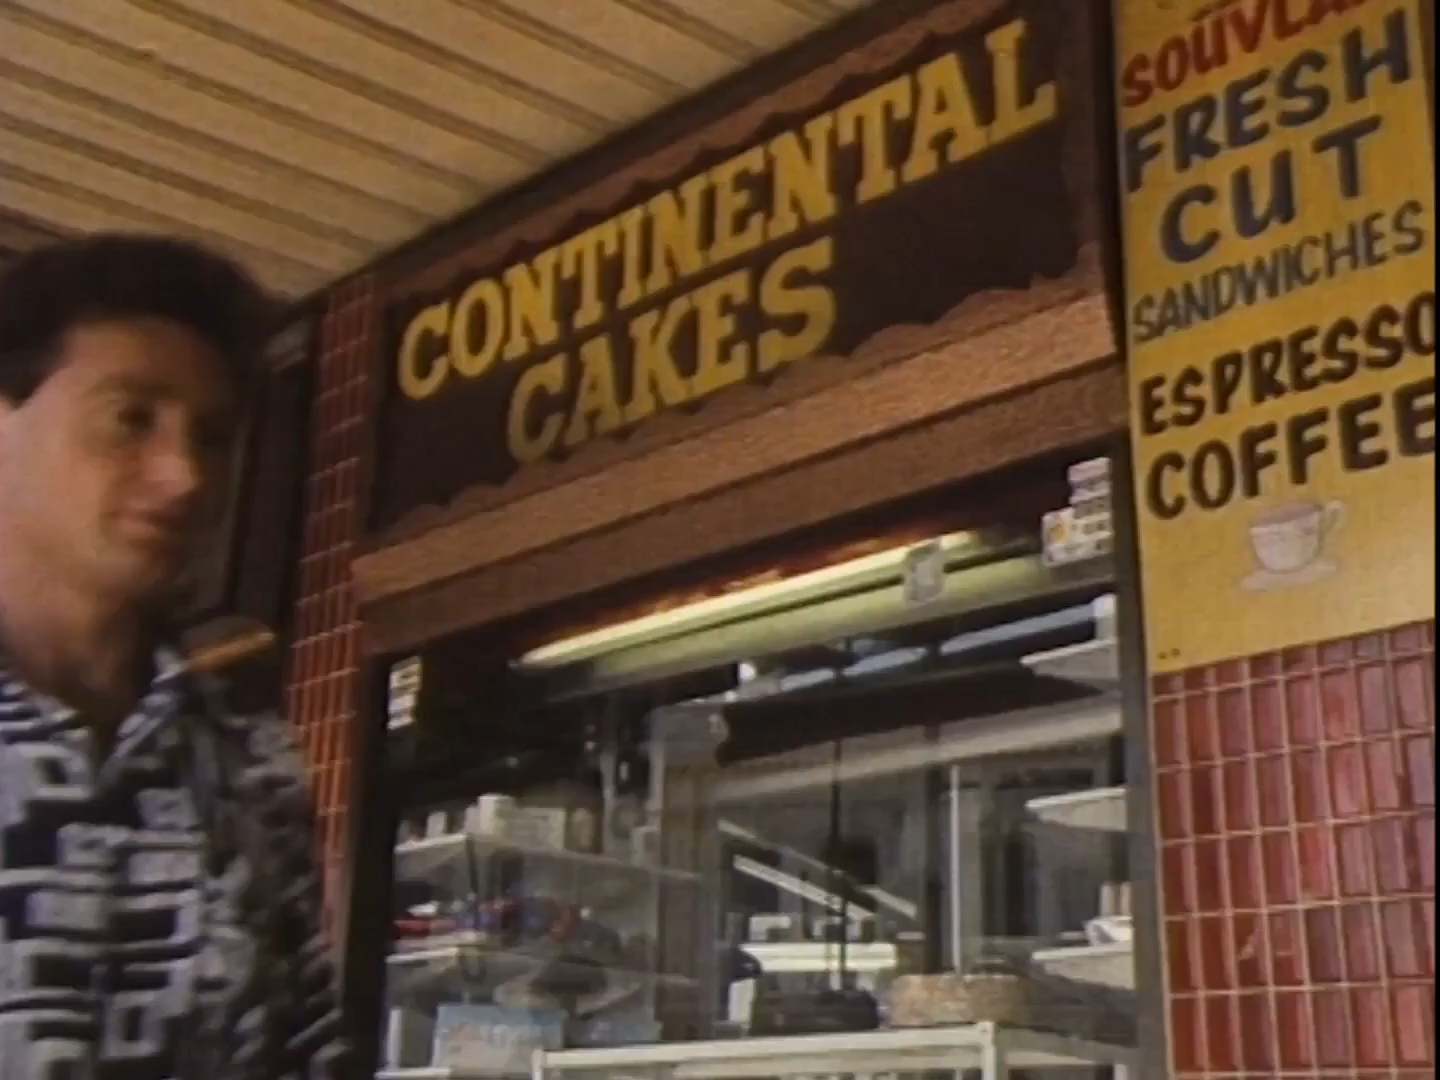 CONTINENTAL
CAKES
FRESH
CUT
SANDWICHES
ESPRESSO
COFFEE